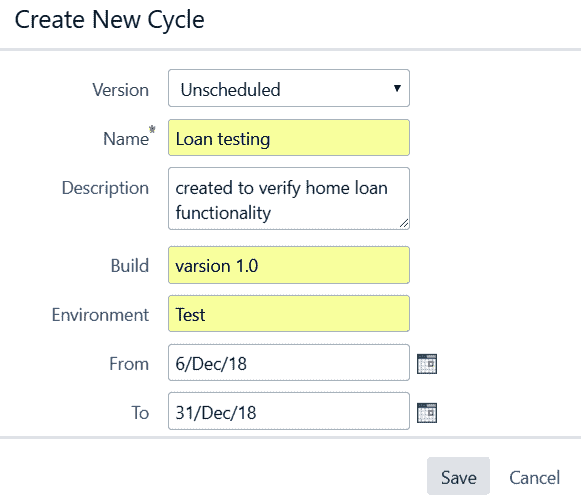 Create New Cycle
Version Unscheduled
Name* Loan testing
Description created to verify home loan
functionality
Build varsion 1.0
Environment Test
From 6/Dec/18
To 31/Dec/18
Save Cancel